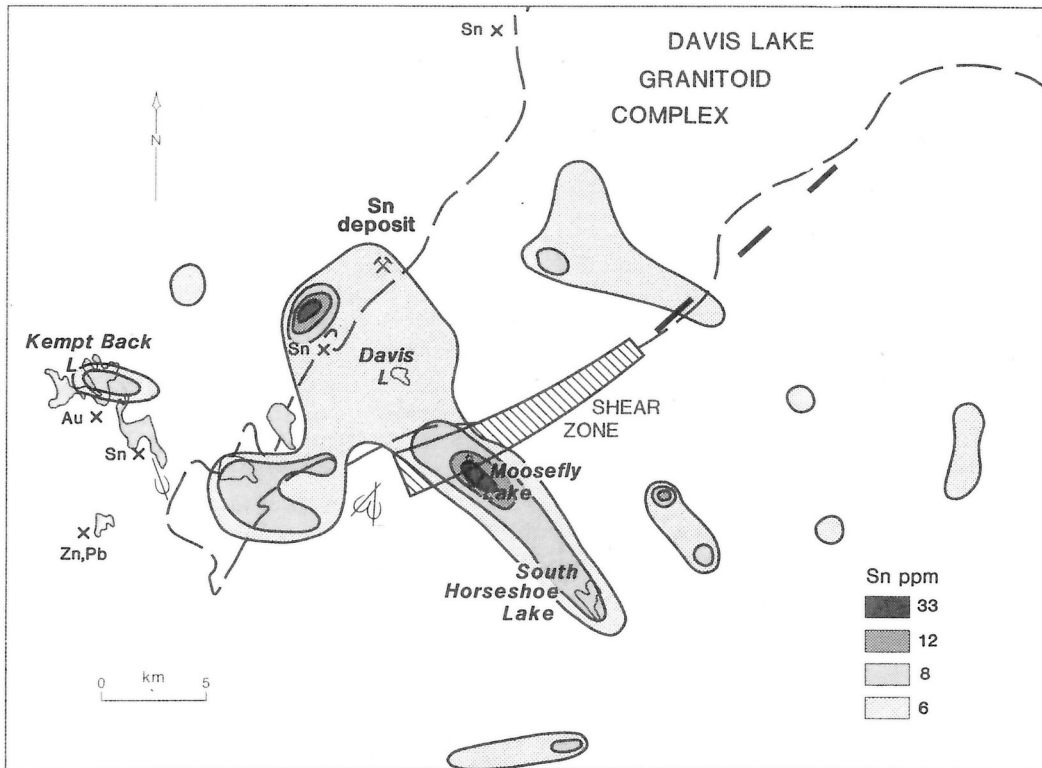 Sn
DAVIS LAKE
GRANITOID
COMPLEX
N
Sn
deposit
Kempt Back
L
Sn
Davis
L
Au
SHEAR
ZONE
Sn
Moosefly
Lake
Zn,Pb
South
Horseshoe
Lake
Sn ppm
33
12
8
6
km
0 5